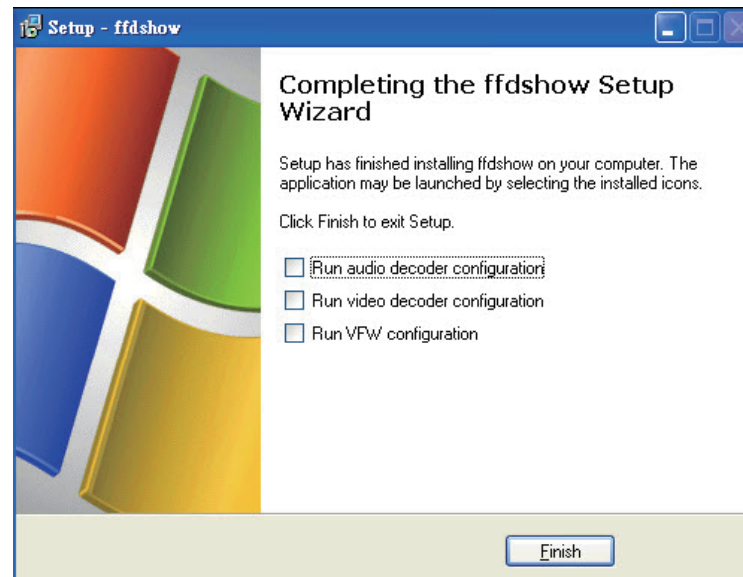 Setup - ffdshow
Completing the ffdshow Setup
Wizard
Setup has finished installing ffdshow on your computer. The
application may be launched by selecting the installed icons.
Click Finish to exit Setup.
Run audio decoder configuration
Run video decoder configuration
Run VFW configuration
Finish